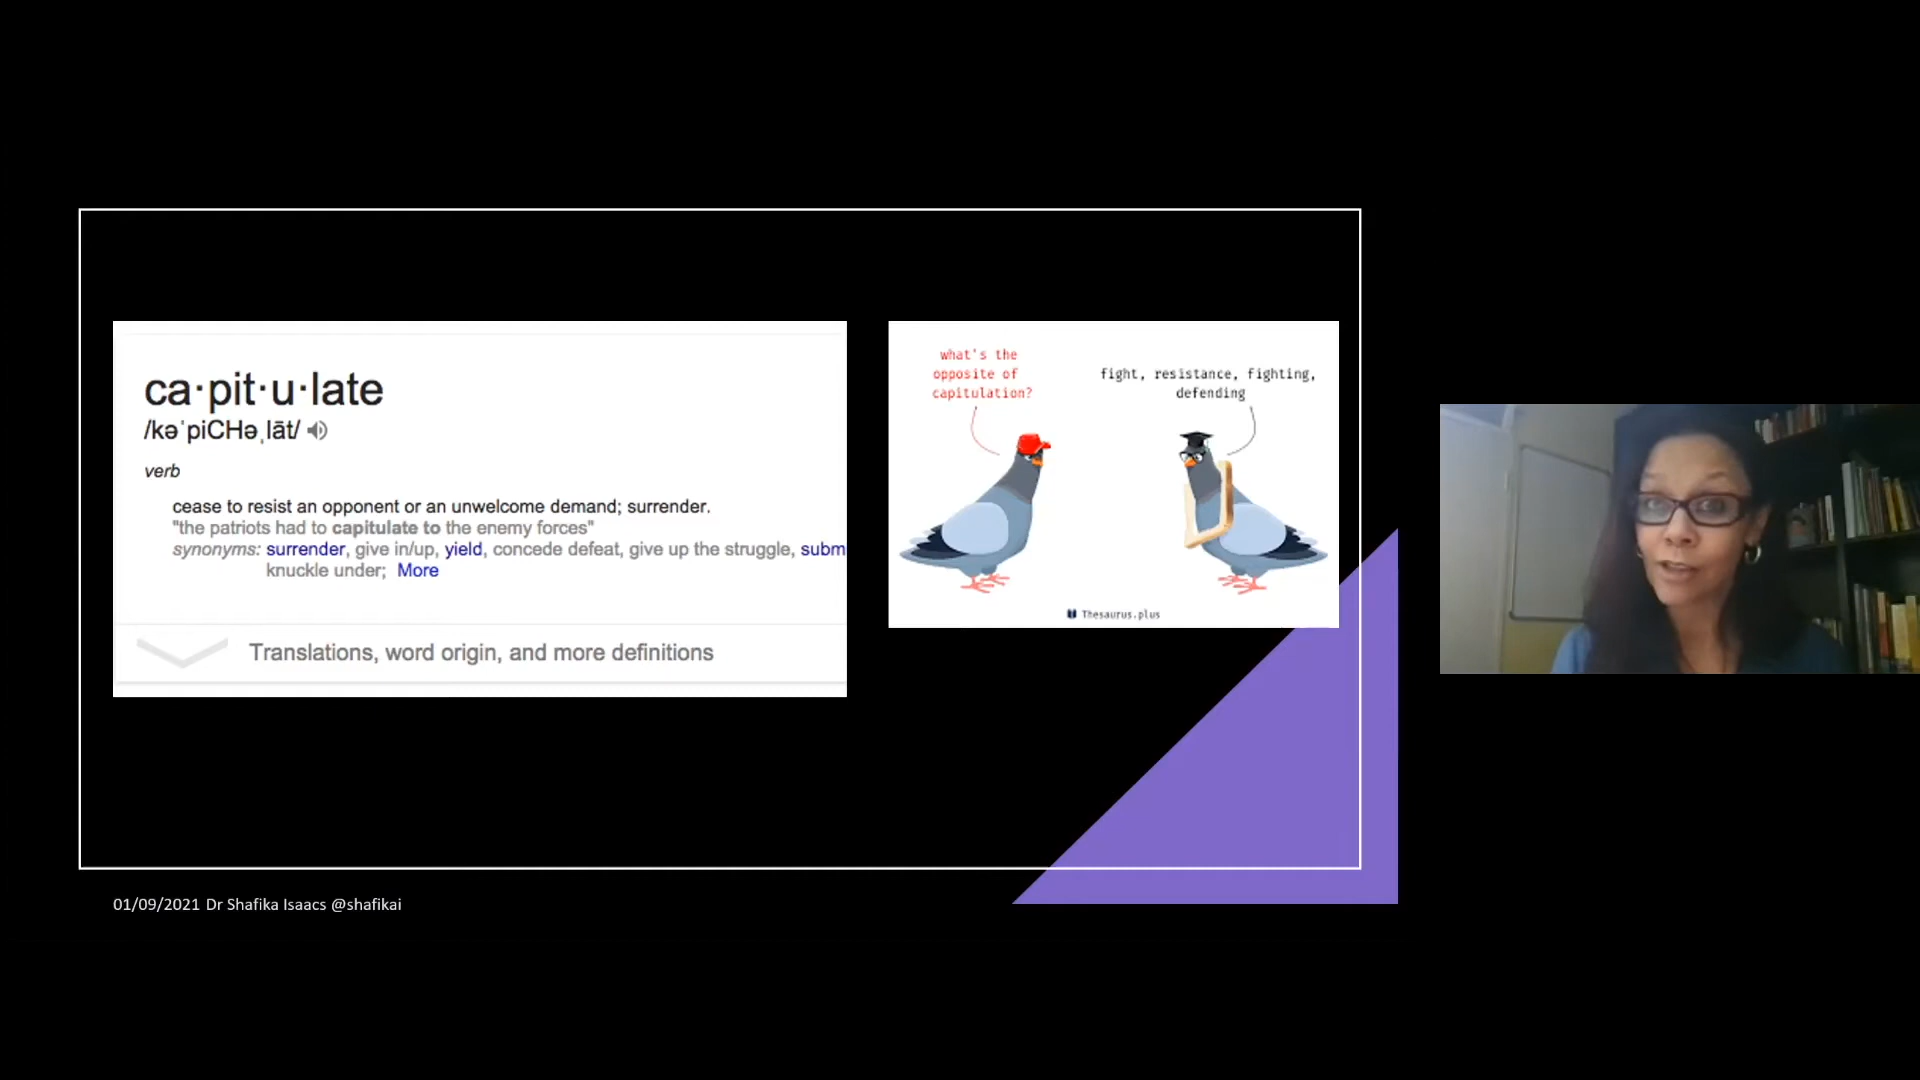 ca·pit·u·late
/kəˈpiCHəˌlāt/
verb
cease to resist an opponent or an unwelcome demand; surrender.
"the patriots had to capitulate to the enemy forces"
synonyms: surrender, give in/up, yield, concede defeat, give up the struggle, subm
knuckle under; More
Translations, word origin, and more definitions
what's the
opposite of
capitulation?
fight, resistance, fighting,
defending
Thesaurus.plus
01/09/2021 Dr Shafika Isaacs @shafikai